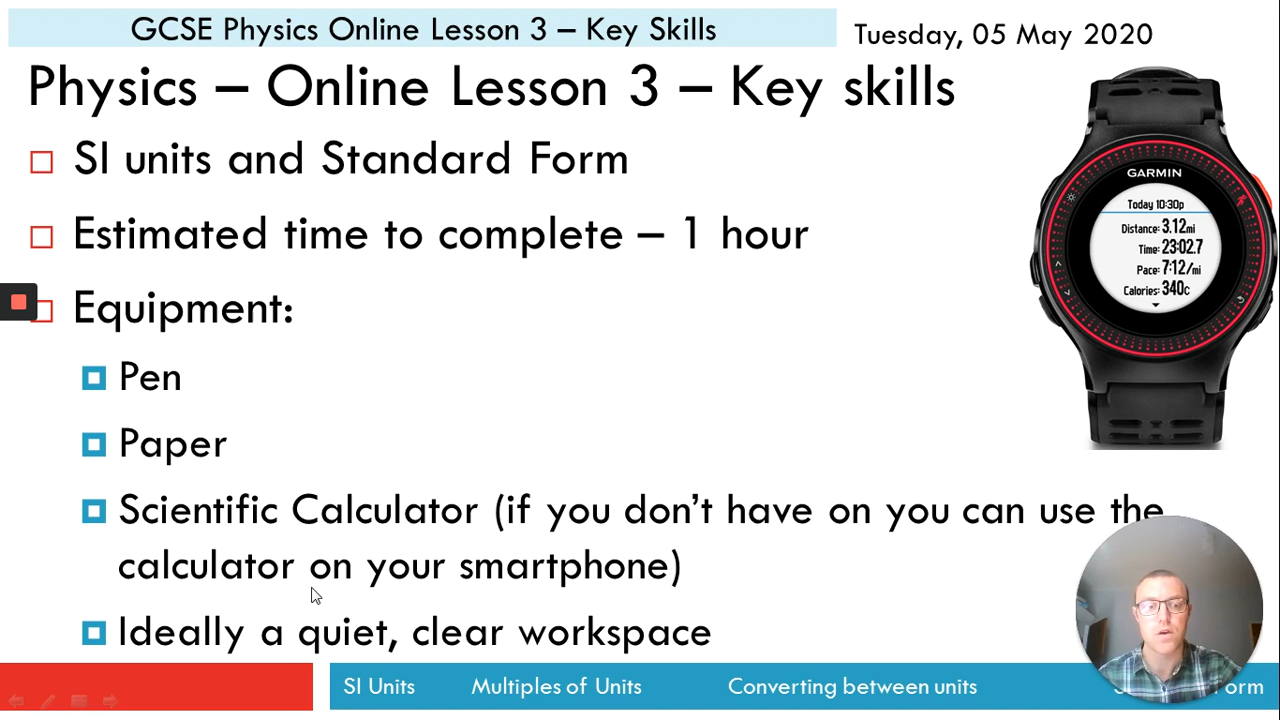 GCSE Physics Online Lesson 3 – Key Skills
Tuesday, 05 May 2020
Physics – Online Lesson 3 – Key skills
SI units and Standard Form
Estimated time to complete – 1 hour
Equipment:
Pen
Paper
Scientific Calculator (if you don't have on you can use the
calculator on your smartphone)
Ideally a quiet, clear workspace
GARMIN
Today 10:30p
Distance: 3.12mi
Time: 23:02.7
Pace: 7:12/mi
Calories: 340c
SI Units Multiples of Units Converting between units